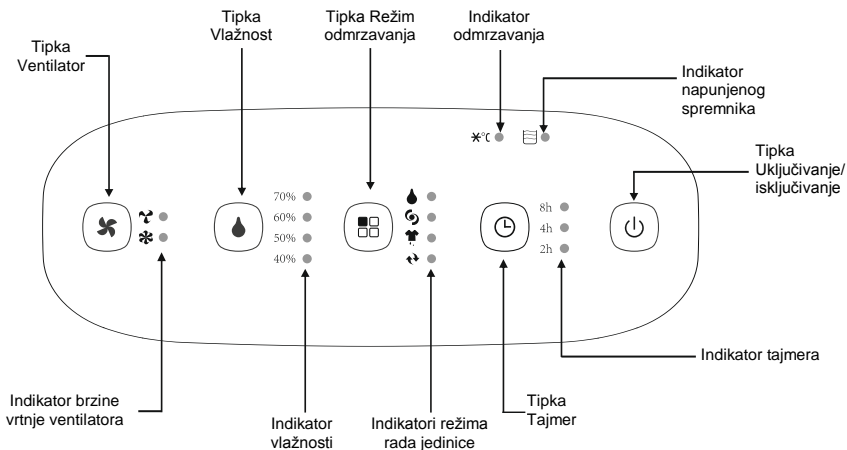 Tipka
Ventilator
Tipka
Vlažnost
Tipka Režim
odmrzavanja
Indikator
odmrzavanja
Indikator
napunjenog
spremnika
Tipka
Uključivanje/
isključivanje
°C
70%
60%
50%
40%
8h
4h
2h
Indikator tajmera
Indikator brzine
vrtnje ventilatora
Indikator
vlažnosti
Indikatori režima
rada jedinice
Tipka
Tajmer